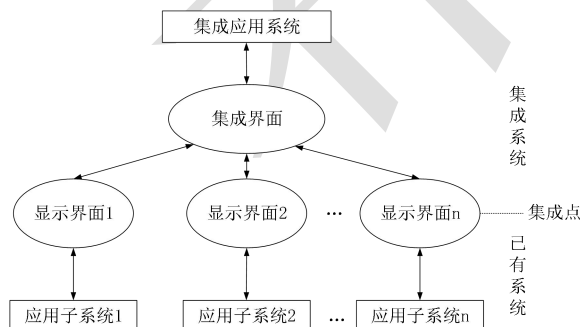 集成应用系统
集成界面
集成系统
显示界面1
显示界面2
...
显示界面n
集成点
已有系统
应用子系统1
应用子系统2
...
应用子系统n